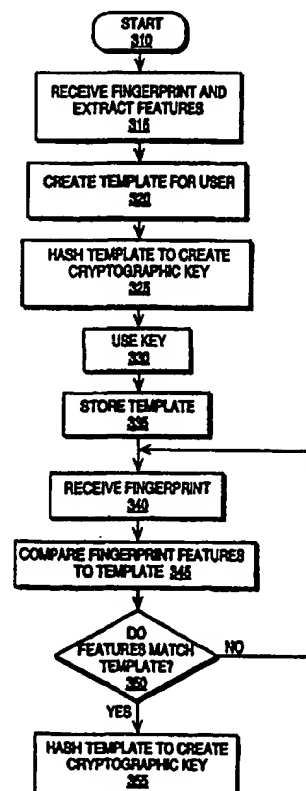 START
310
RECEIVE FINGERPRINT AND
EXTRACT FEATURES
315
CREATE TEMPLATE FOR USER
320
HASH TEMPLATE TO CREATE
CRYPTOGRAPHIC KEY
325
USE KEY
330
STORE TEMPLATE
335
RECEIVE FINGERPRINT
340
COMPARE FINGERPRINT FEATURES
TO TEMPLATE 345
DO
FEATURES MATCH
TEMPLATE?
350
NO
YES
HASH TEMPLATE TO CREATE
CRYPTOGRAPHIC KEY
355